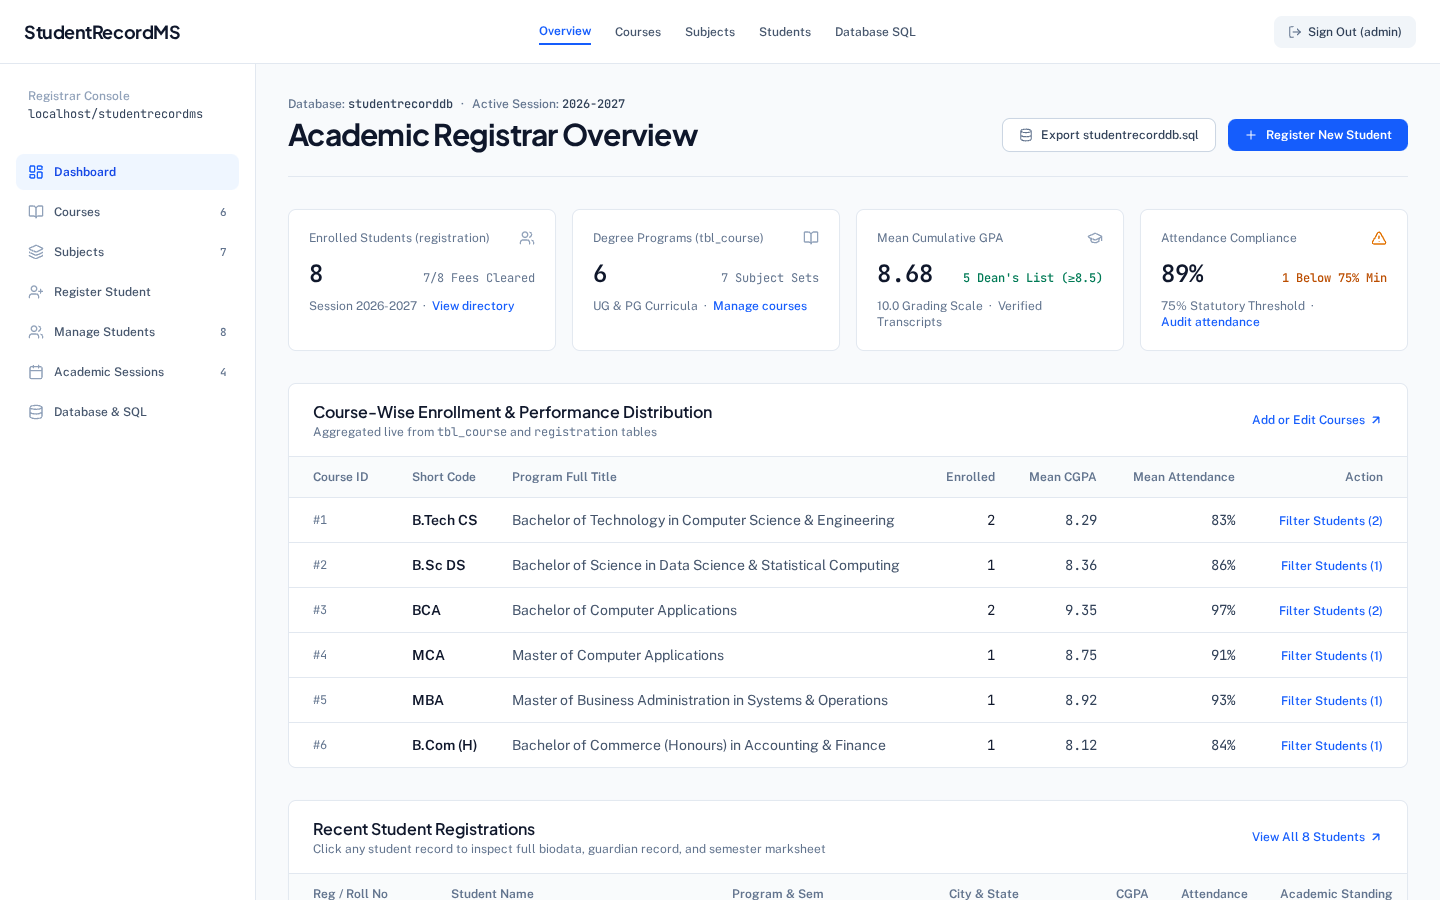 StudentRecordMS
Overview
Courses
Subjects
Students
Database SQL
Sign Out (admin)
Registrar Console
localhost/studentrecordms
Dashboard
Courses 6
Subjects 7
Register Student
Manage Students 8
Academic Sessions 4
Database & SQL
Database: studentrecorddb · Active Session: 2026-2027
Academic Registrar Overview
Export studentrecorddb.sql
Register New Student
Enrolled Students (registration)
8 7/8 Fees Cleared
Session 2026-2027 · View directory
Degree Programs (tbl_course)
6 7 Subject Sets
UG & PG Curricula · Manage courses
Mean Cumulative GPA
8.68 5 Dean's List (≥8.5)
10.0 Grading Scale · Verified
Transcripts
Attendance Compliance
89% 1 Below 75% Min
75% Statutory Threshold ·
Audit attendance
Course-Wise Enrollment & Performance Distribution
Aggregated live from tbl_course and registration tables
Add or Edit Courses
Course ID Short Code Program Full Title Enrolled Mean CGPA Mean Attendance Action
#1 B.Tech CS Bachelor of Technology in Computer Science & Engineering 2 8.29 83% Filter Students (2)
#2 B.Sc DS Bachelor of Science in Data Science & Statistical Computing 1 8.36 86% Filter Students (1)
#3 BCA Bachelor of Computer Applications 2 9.35 97% Filter Students (2)
#4 MCA Master of Computer Applications 1 8.75 91% Filter Students (1)
#5 MBA Master of Business Administration in Systems & Operations 1 8.92 93% Filter Students (1)
#6 B.Com (H) Bachelor of Commerce (Honours) in Accounting & Finance 1 8.12 84% Filter Students (1)
Recent Student Registrations
Click any student record to inspect full biodata, guardian record, and semester marksheet
View All 8 Students
Reg / Roll No Student Name Program & Sem City & State CGPA Attendance Academic Standing